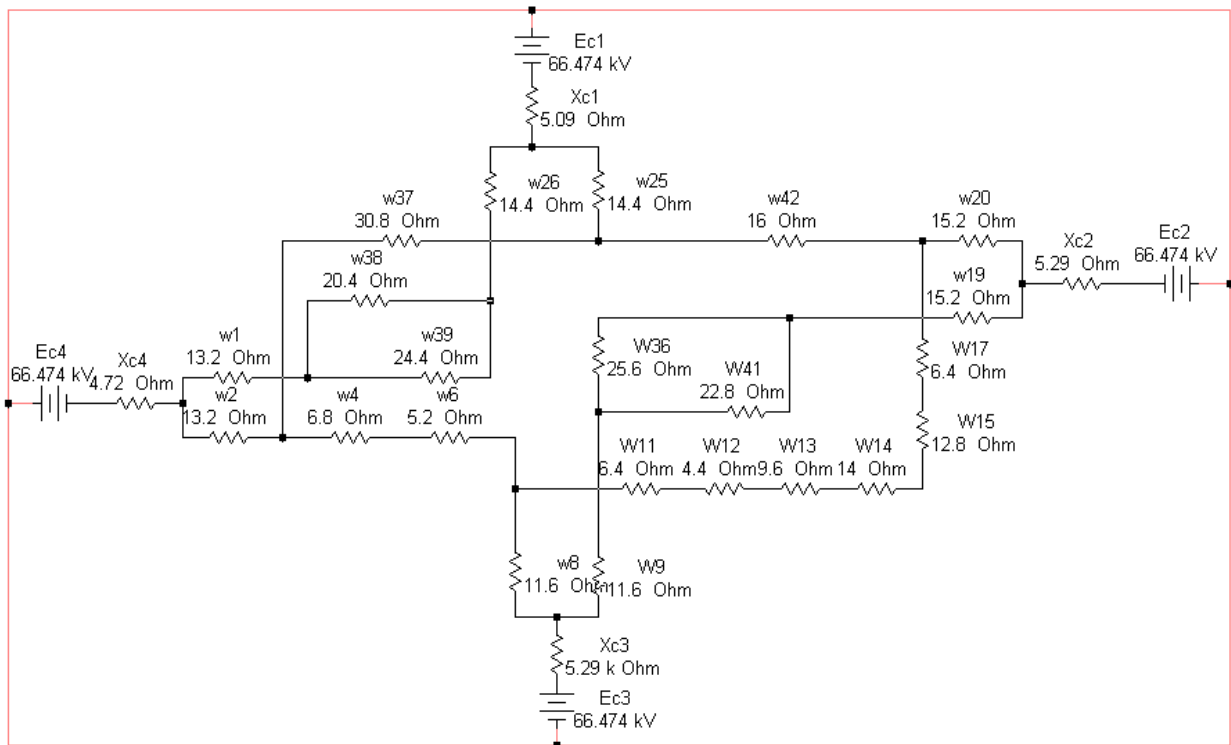 Ec1
66.474 kV
Xc1
5.09 Ohm
w26
14.4 Ohm
w25
14.4 Ohm
w37
30.8 Ohm
w42
16 Ohm
w20
15.2 Ohm
Ec2
66.474 kV
Xc2
5.29 Ohm
w38
20.4 Ohm
w19
15.2 Ohm
w1
13.2 Ohm
w39
24.4 Ohm
W36
25.6 Ohm
W17
6.4 Ohm
Ec4
66.474 kV
Xc4
4.72 Ohm
W41
22.8 Ohm
w2
13.2 Ohm
w4
6.8 Ohm
w6
5.2 Ohm
W15
12.8 Ohm
W11
6.4 Ohm
W12
4.4 Ohm
W13
9.6 Ohm
W14
14 Ohm
w8
11.6 Ohm
W9
11.6 Ohm
Xc3
5.29 k Ohm
Ec3
66.474 kV